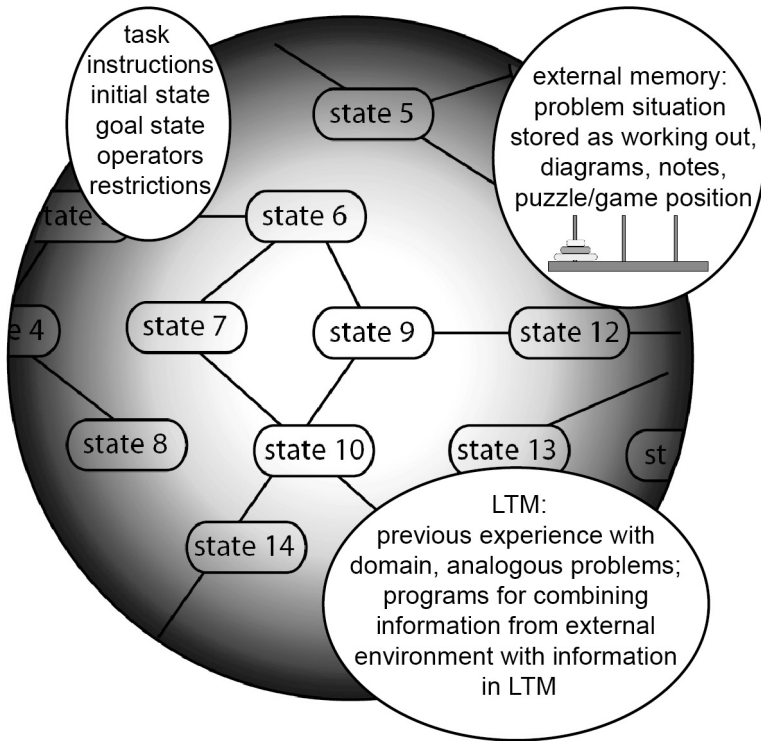 task
instructions
initial state
goal state
operators
restrictions
external memory:
problem situation
stored as working out,
diagrams, notes,
puzzle/game position
state 5
tate
state 6
state 7
state 9
state 12
e 4
state 8
state 10
state 13
st
state 14
LTM:
previous experience with
domain, analogous problems;
programs for combining
information from external
environment with information
in LTM